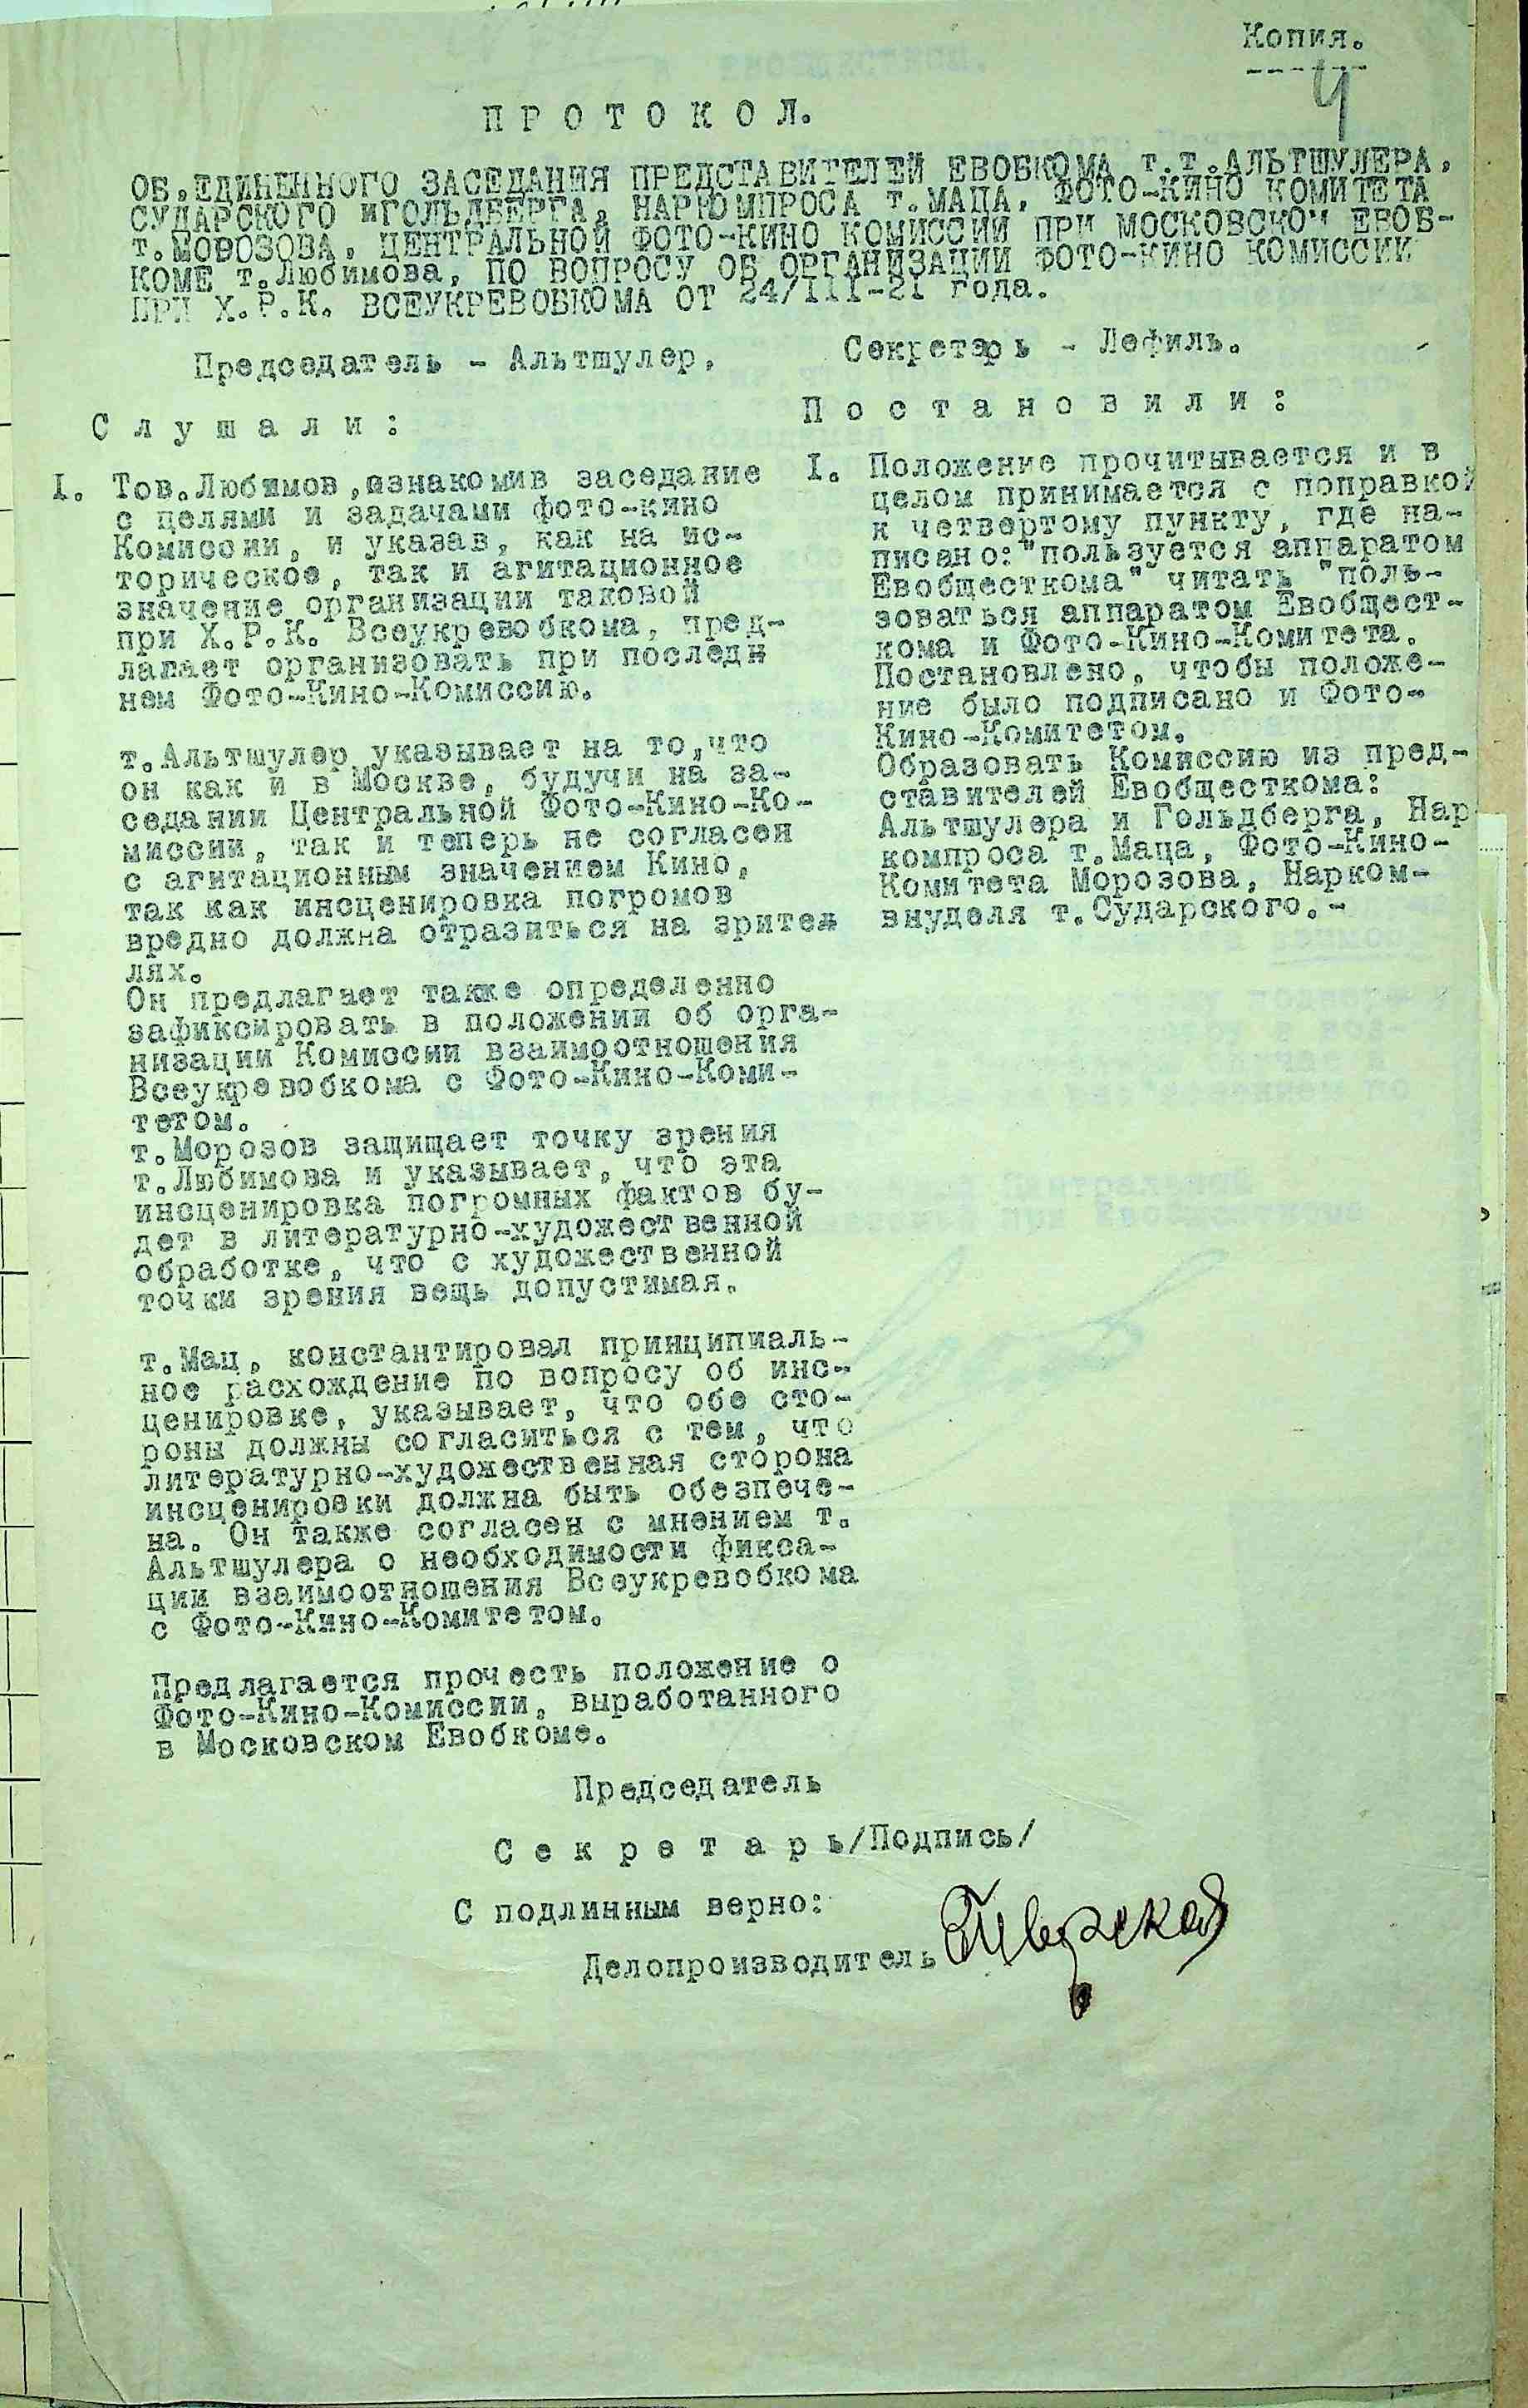 Копия.
4
П Р О Т О К О Л.
ОБ,ЕДИНЕННОГО ЗАСЕДАНИЯ ПРЕДСТАВИТЕЛЕЙ ЕВОБКОМА т.т.АЛЬТШУЛЕРА,
СУДАРСКОГО иГОЛЬДБЕРГА, НАРКОМПРОСА т.МАЦА, ФОТО-КИНО КОМИТЕТА
т.МОРОЗОВА, ЦЕНТРАЛЬНОЙ ФОТО-КИНО КОМИССИИ ПРИ МОСКОВСКОМ ЕВОБ-
КОМЕ т.Любимова, ПО ВОПРОСУ ОБ ОРГАНИЗАЦИИ ФОТО-КИНО КОМИССИИ
ПРИ Х.Р.К. ВСЕУКРЕВОБКОМА ОТ 24/III-21 года.
Председатель - Альтшулер, Секретарь - Лефиль.
С л у ш а л и :
I. Тов.Любимов,ознакомив заседание
с целями и задачами фото-кино
Комиссии, и указав, как на ис-
торическое, так и агитационное
значение организации таковой
при Х.Р.К. Всеукревобкома, пред-
лагает организовать при последн
нем Фото-Кино-Комиссию.
т.Альтшулер указывает на то,что
он как и в Москве, будучи на за-
седании Центральной Фото-Кино-Ко-
миссии, так и теперь не согласен
с агитационным значением Кино,
так как инсценировка погромов
вредно должна отразиться на зрител
лях.
Он предлагает также определенно
зафиксировать в положении об орга-
низации Комиссии взаимоотношения
Всеукревобкома с Фото-Кино-Коми-
тетом.
т.Морозов защищает точку зрения
т.Любимова и указывает, что эта
инсценировка погромных фактов бу-
дет в литературно-художественной
обработке, что с художественной
точки зрения вещь допустимая.
т.Мац, константировал принципиаль-
ное расхождение по вопросу об инс-
ценировке, указывает, что обе сто-
роны должны согласиться с тем, что
литературно-художественная сторона
инсценировки должна быть обезпече-
на. Он также согласен с мнением т.
Альтшулера о необходимости фикса-
ции взаимоотношения Всеукревобкома
с Фото-Кино-Комитетом.
Предлагается прочесть положение о
Фото-Кино-Комиссии, выработанного
в Московском Евобкоме.
П о с т а н о в и л и :
I. Положение прочитывается и в
целом принимается с поправкой
к четвертому пункту, где на-
писано:"пользуется аппаратом
Евобщесткома" читать "поль-
зоваться аппаратом Евобщест-
кома и Фото-Кино-Комитета.
Постановлено, чтобы положе-
ние было подписано и Фото-
Кино-Комитетом.
Образовать Комиссию из пред-
ставителей Евобщесткома:
Альтшулера и Гольдберга, Нар
компроса т.Маца, Фото-Кино-
Комитета Морозова, Нарком-
внуделя т.Сударского.-
Председатель
С е к р е т а р ь/Подпись/
С подлинным верно:
Делопроизводитель